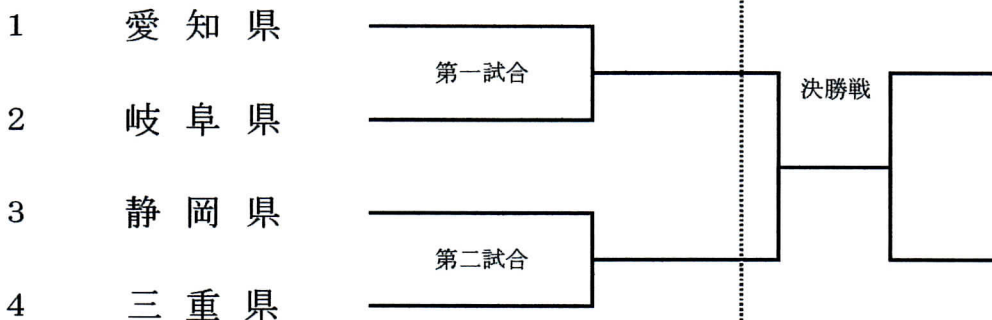 1 愛知県
第一試合
決勝戦
2 岐阜県
3 静岡県
第二試合
4 三重県